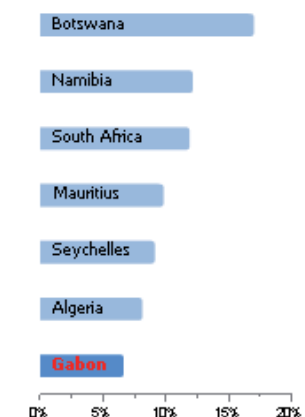 Botswana
Namibia
South Africa
Mauritius
Seychelles
Algeria
Gabon
0% 5% 10% 15% 20%